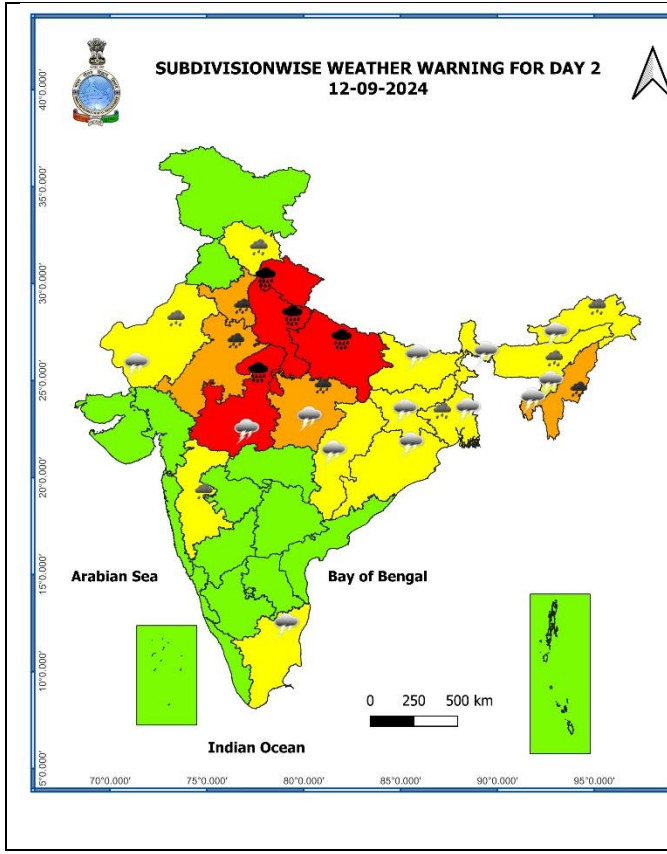 SUBDIVISIONWISE WEATHER WARNING FOR DAY 2
12-09-2024
40°0.000'
35°0.000'
30°0.000'
25°0.000'
20°0.000'
15°0.000'
10°0.000'
5°0.000'
Arabian Sea
Bay of Bengal
0 250 500 km
Indian Ocean
70°0.000' 75°0.000' 80°0.000' 85°0.000' 90°0.000' 95°0.000'